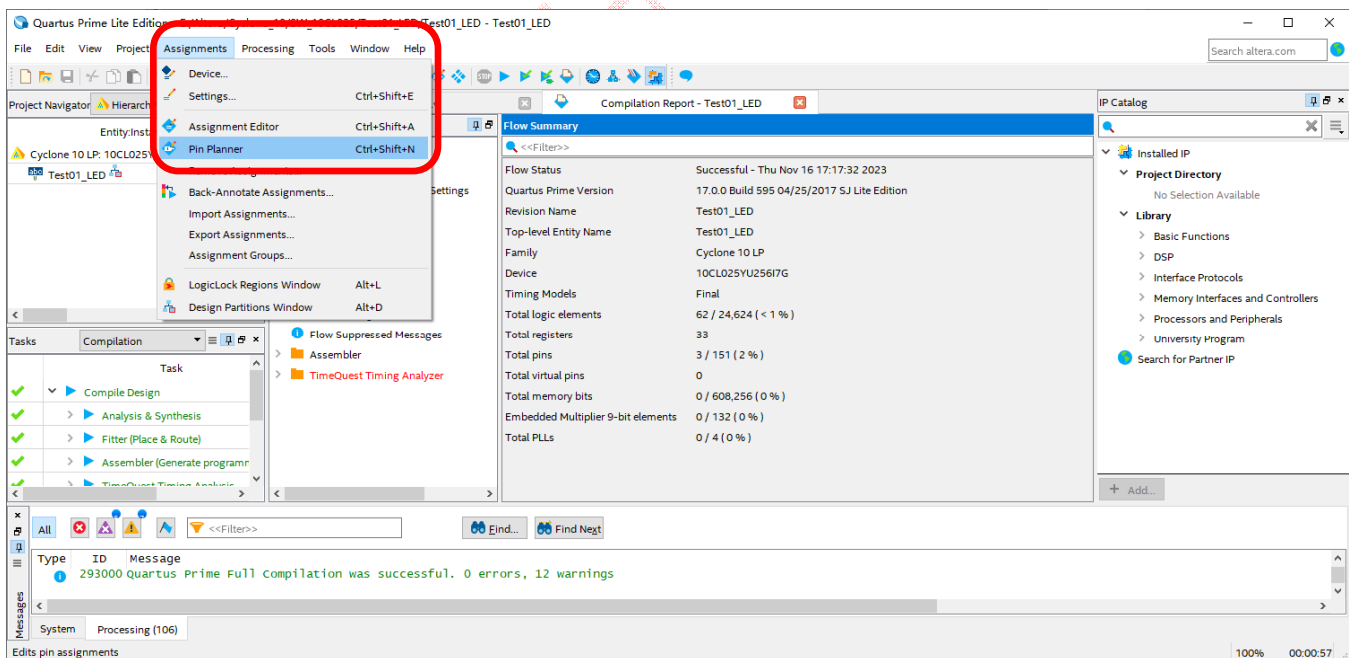 Quartus Prime Lite Edition
Test01_LED - Test01_LED
File Edit View Project Assignments Processing Tools Window Help
Search altera.com
Device...
Settings... Ctrl+Shift+E
Assignment Editor Ctrl+Shift+A
Pin Planner Ctrl+Shift+N
Back-Annotate Assignments...
Import Assignments...
Export Assignments...
Assignment Groups...
LogicLock Regions Window Alt+L
Design Partitions Window Alt+D
Project Navigator Hierarch
Entity:Insta
Cyclone 10 LP: 10CL025Y
Test01_LED
Compilation Report - Test01_LED
Settings
Flow Suppressed Messages
Assembler
TimeQuest Timing Analyzer
Flow Summary
<<Filter>>
Flow Status Successful - Thu Nov 16 17:17:32 2023
Quartus Prime Version 17.0.0 Build 595 04/25/2017 SJ Lite Edition
Revision Name Test01_LED
Top-level Entity Name Test01_LED
Family Cyclone 10 LP
Device 10CL025YU256I7G
Timing Models Final
Total logic elements 62 / 24,624 ( < 1 % )
Total registers 33
Total pins 3 / 151 ( 2 % )
Total virtual pins 0
Total memory bits 0 / 608,256 ( 0 % )
Embedded Multiplier 9-bit elements 0 / 132 ( 0 % )
Total PLLs 0 / 4 ( 0 % )
IP Catalog
Installed IP
Project Directory
No Selection Available
Library
Basic Functions
DSP
Interface Protocols
Memory Interfaces and Controllers
Processors and Peripherals
University Program
Search for Partner IP
+ Add...
Tasks Compilation
Task
Compile Design
Analysis & Synthesis
Fitter (Place & Route)
Assembler (Generate programm
TimeQuest Timing Analysis
All <<Filter>> Find... Find Next
Type ID Message
293000 Quartus Prime Full Compilation was successful. 0 errors, 12 warnings
Messages
System Processing (106)
Edits pin assignments 100% 00:00:57